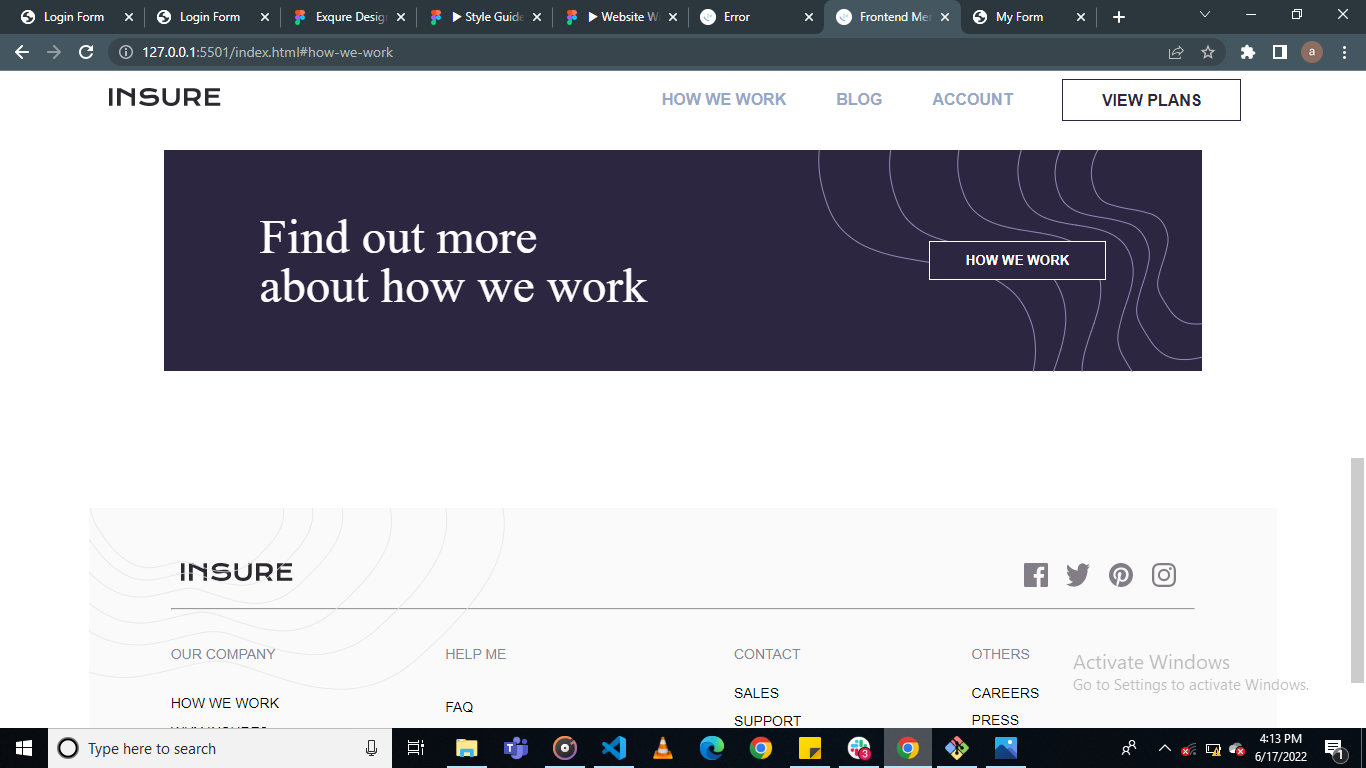 Login Form
Login Form
Exqure Desig
▶ Style Guide
▶ Website W
Error
Frontend Me
My Form
127.0.0.1:5501/index.html#how-we-work
a
INSURE
HOW WE WORK
BLOG
ACCOUNT
VIEW PLANS
Find out more
about how we work
HOW WE WORK
INSURE
OUR COMPANY
HELP ME
CONTACT
OTHERS
HOW WE WORK
FAQ
SALES
SUPPORT
CAREERS
PRESS
Activate Windows
Go to Settings to activate Windows.
Type here to search
3
4:13 PM
6/17/2022
1